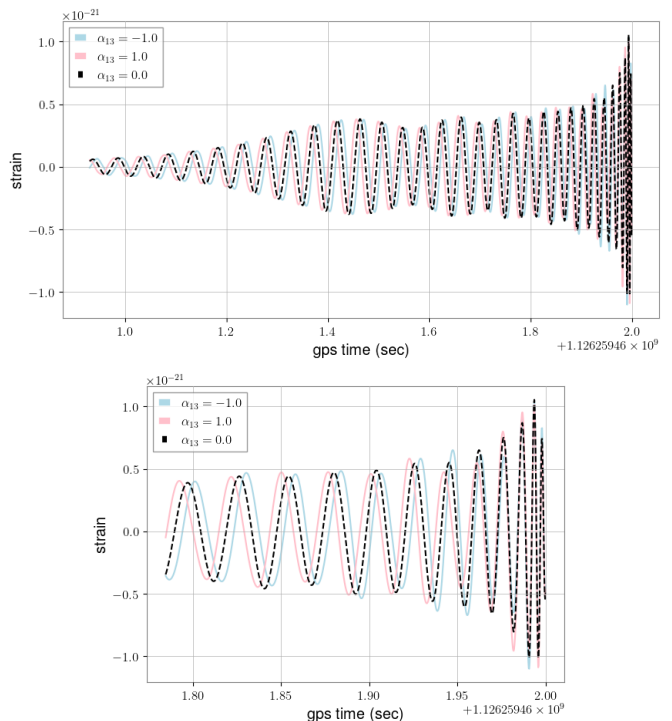 ×10−21
α13 = −1.0
α13 = 1.0
α13 = 0.0
1.0
0.5
0.0
−0.5
−1.0
strain
1.0 1.2 1.4 1.6 1.8 2.0
gps time (sec)
+1.12625946 × 10^9
×10−21
α13 = −1.0
α13 = 1.0
α13 = 0.0
1.0
0.5
0.0
−0.5
−1.0
strain
1.80 1.85 1.90 1.95 2.00
gps time (sec)
+1.12625946 × 10^9